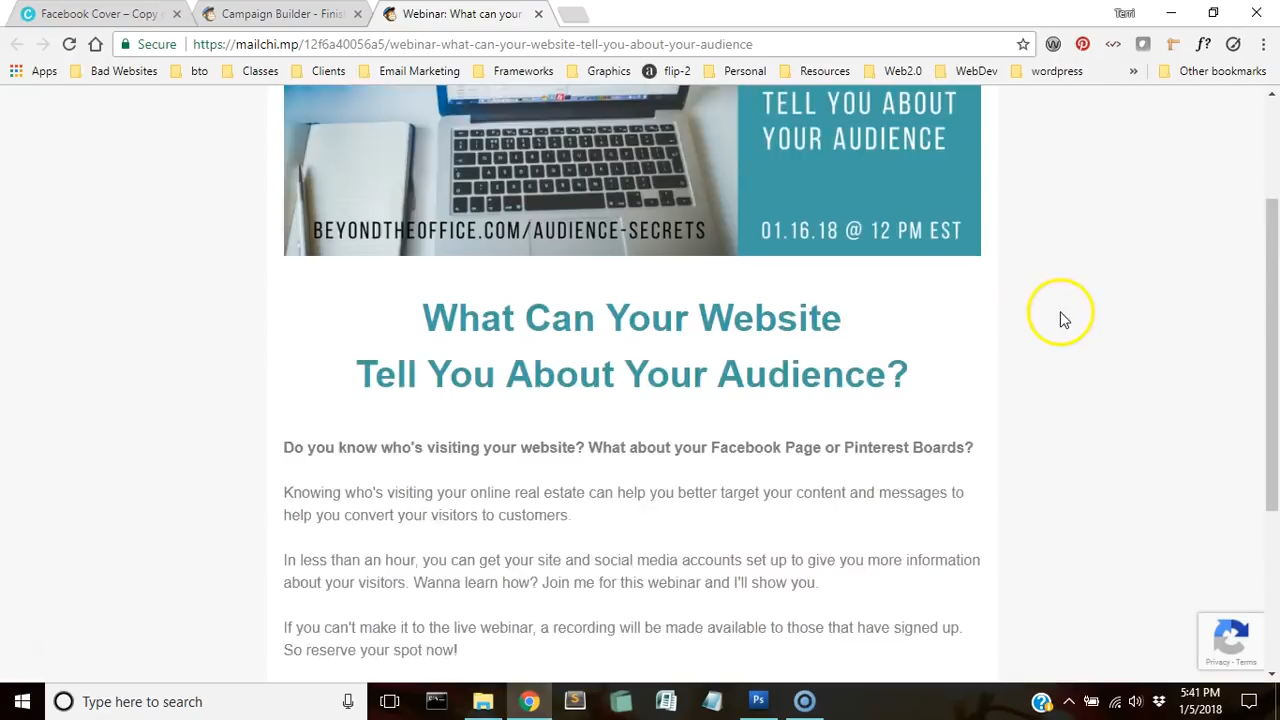 Facebook Cover – Copy
Campaign Builder - Finis
Webinar: What can your
Terri
Secure
https://mailchi.mp/12f6a40056a5/webinar-what-can-your-website-tell-you-about-your-audience
Apps
Bad Websites
bto
Classes
Clients
Email Marketing
Frameworks
Graphics
flip-2
Personal
Resources
Web2.0
WebDev
wordpress
»
Other bookmarks
TELL YOU ABOUT
YOUR AUDIENCE
BEYONDTHEOFFICE.COM/AUDIENCE-SECRETS
01.16.18 @ 12 PM EST
What Can Your Website
Tell You About Your Audience?
Do you know who's visiting your website? What about your Facebook Page or Pinterest Boards?
Knowing who's visiting your online real estate can help you better target your content and messages to
help you convert your visitors to customers.
In less than an hour, you can get your site and social media accounts set up to give you more information
about your visitors. Wanna learn how? Join me for this webinar and I'll show you.
If you can't make it to the live webinar, a recording will be made available to those that have signed up.
So reserve your spot now!
Privacy - Terms
Type here to search
5:41 PM
1/5/2018